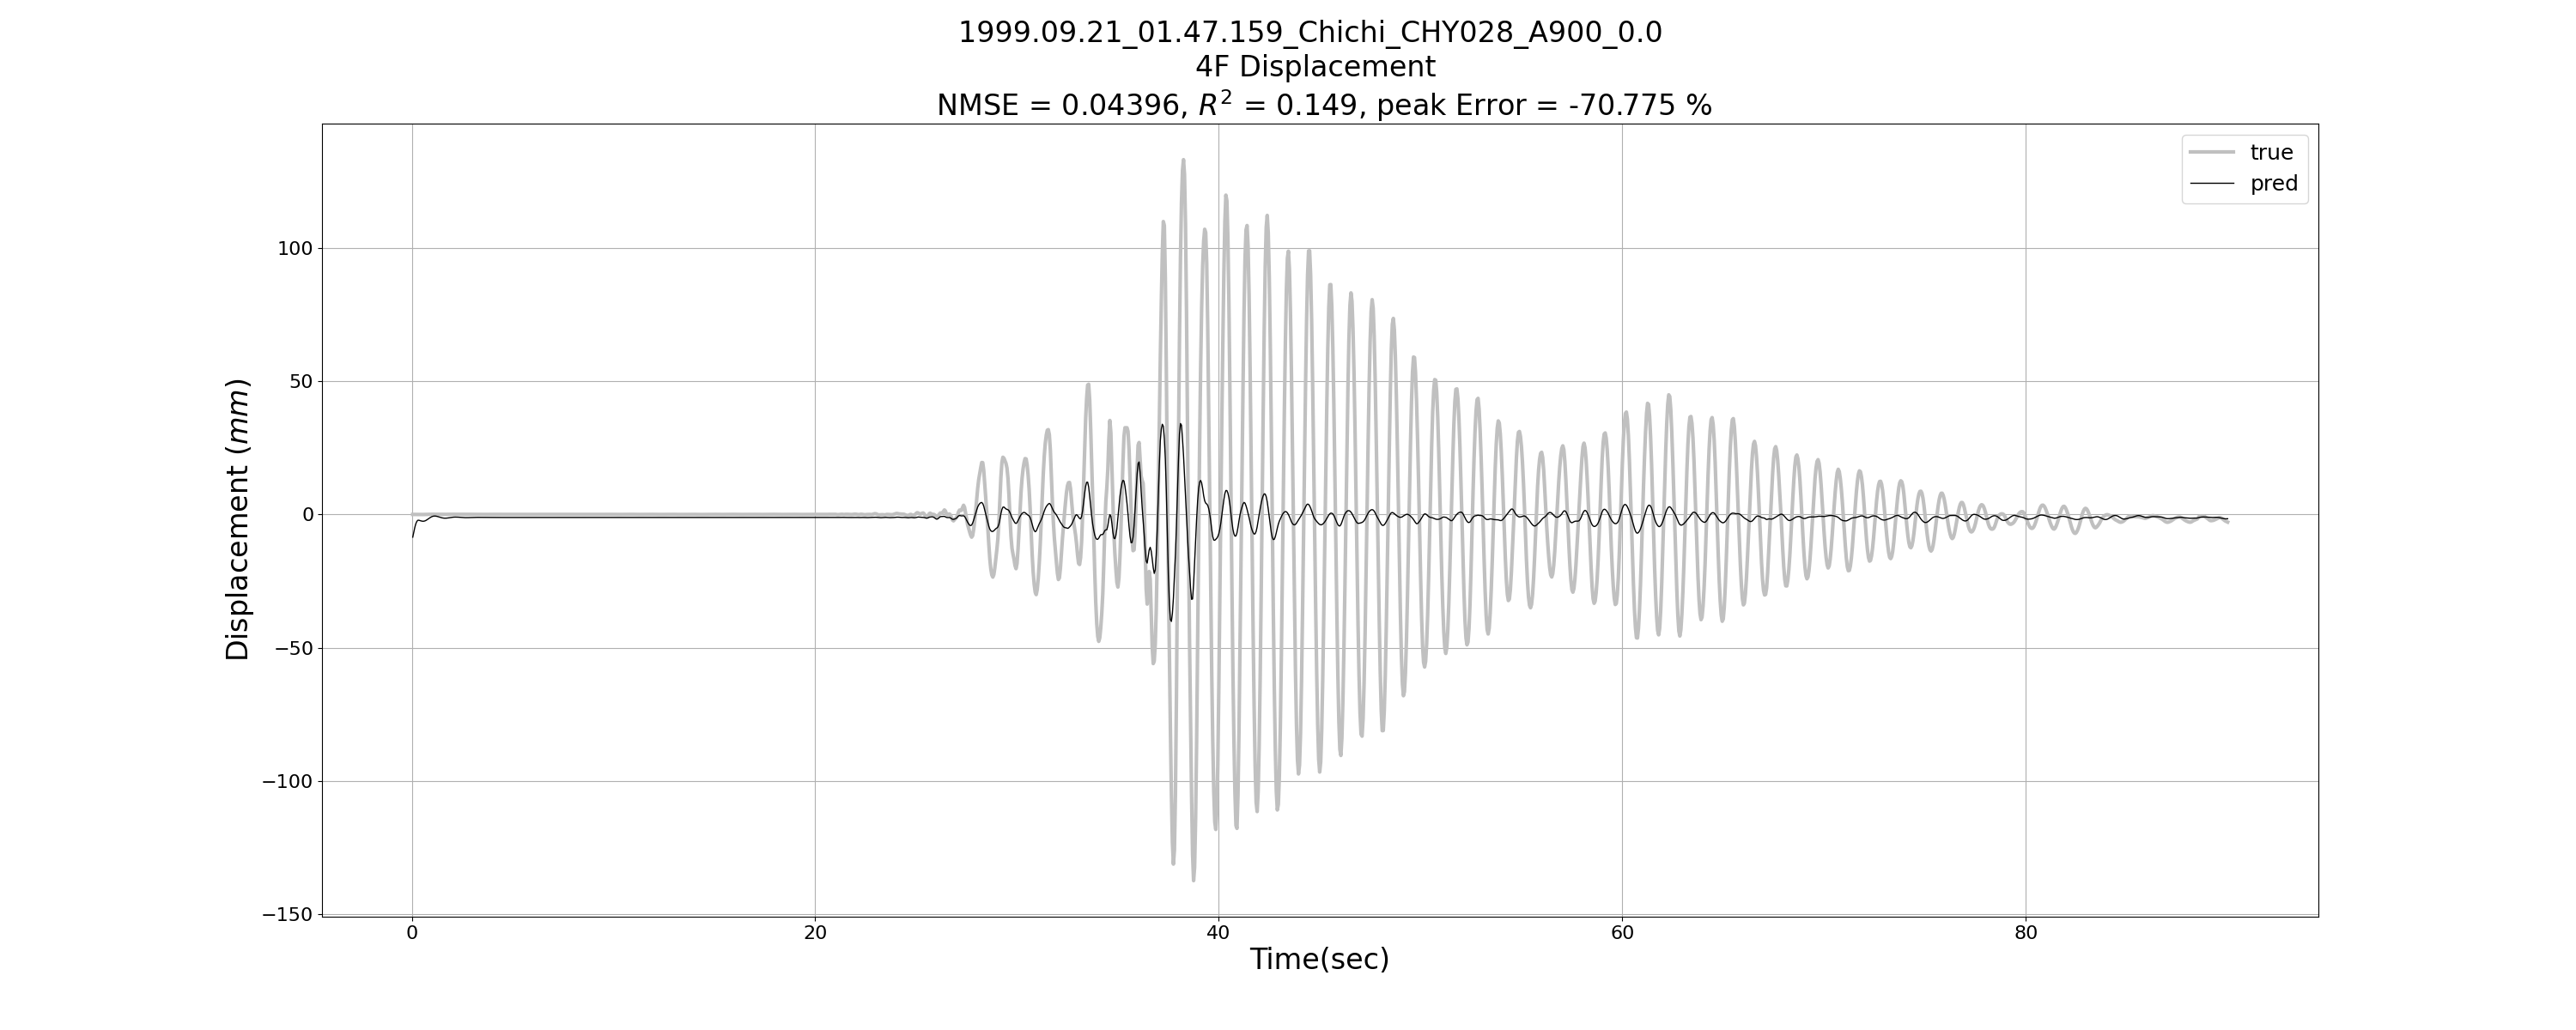 1999.09.21_01.47.159_Chichi_CHY028_A900_0.0
4F Displacement
NMSE = 0.04396, R² = 0.149, peak Error = -70.775 %
true
pred
100
50
0
−50
−100
−150
Displacement (mm)
0 20 40 60 80
Time(sec)